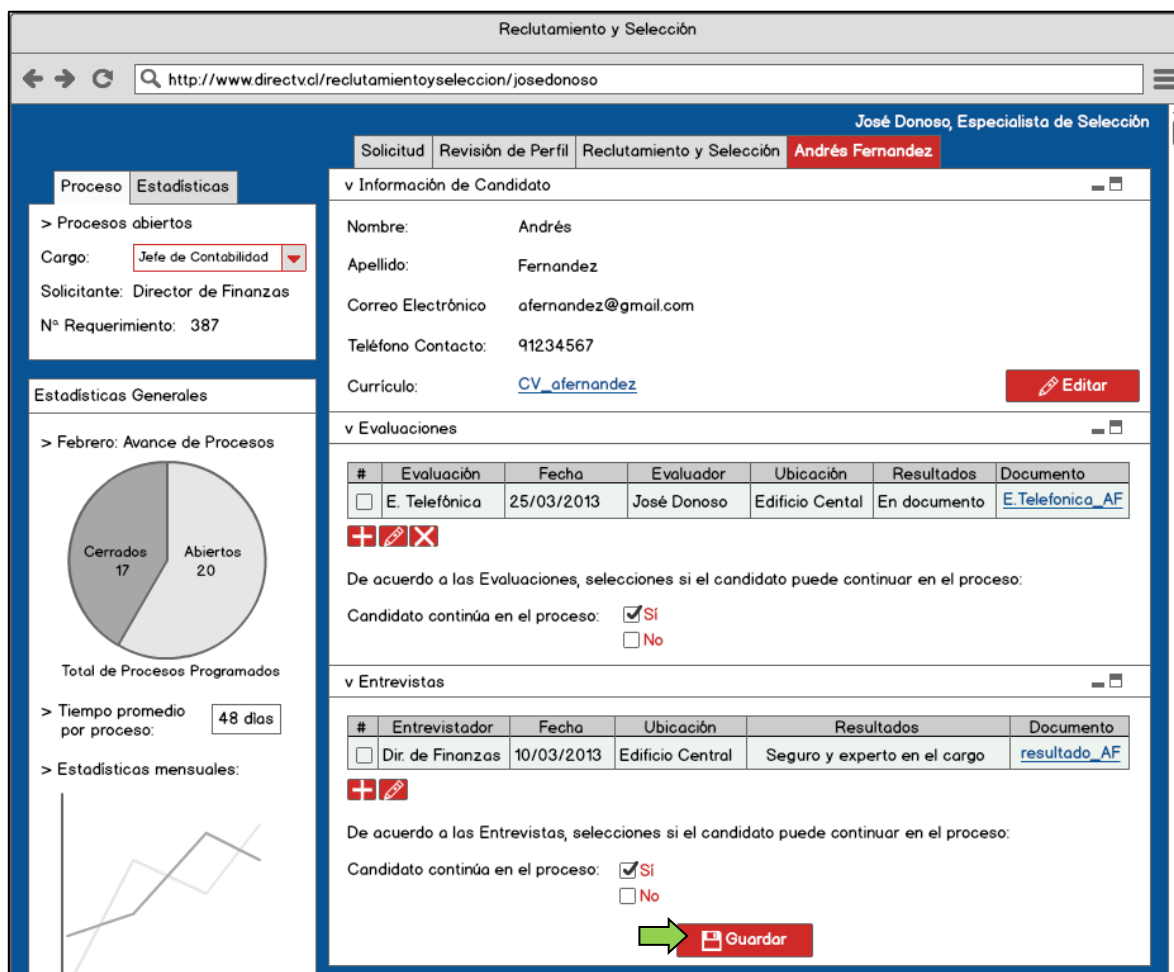 Reclutamiento y Selección
http://www.directv.cl/reclutamientoyseleccion/josedonoso
José Donoso, Especialista de Selección
Solicitud Revisión de Perfil Reclutamiento y Selección Andrés Fernandez
Proceso Estadísticas
> Procesos abiertos
Cargo: Jefe de Contabilidad
Solicitante: Director de Finanzas
Nª Requerimiento: 387
Estadísticas Generales
> Febrero: Avance de Procesos
Cerrados
17
Abiertos
20
Total de Procesos Programados
> Tiempo promedio
por proceso:
48 dìas
> Estadísticas mensuales:
v Información de Candidato
Nombre: Andrés
Apellido: Fernandez
Correo Electrónico afernandez@gmail.com
Teléfono Contacto: 91234567
Currículo: CV_afernandez
Editar
v Evaluaciones
# Evaluación Fecha Evaluador Ubicación Resultados Documento
E. Telefónica 25/03/2013 José Donoso Edificio Cental En documento E.Telefonica_AF
De acuerdo a las Evaluaciones, selecciones si el candidato puede continuar en el proceso:
Candidato continúa en el proceso: Sí
No
v Entrevistas
# Entrevistador Fecha Ubicación Resultados Documento
Dir. de Finanzas 10/03/2013 Edificio Central Seguro y experto en el cargo resultado_AF
De acuerdo a las Entrevistas, selecciones si el candidato puede continuar en el proceso:
Candidato continúa en el proceso: Sí
No
Guardar